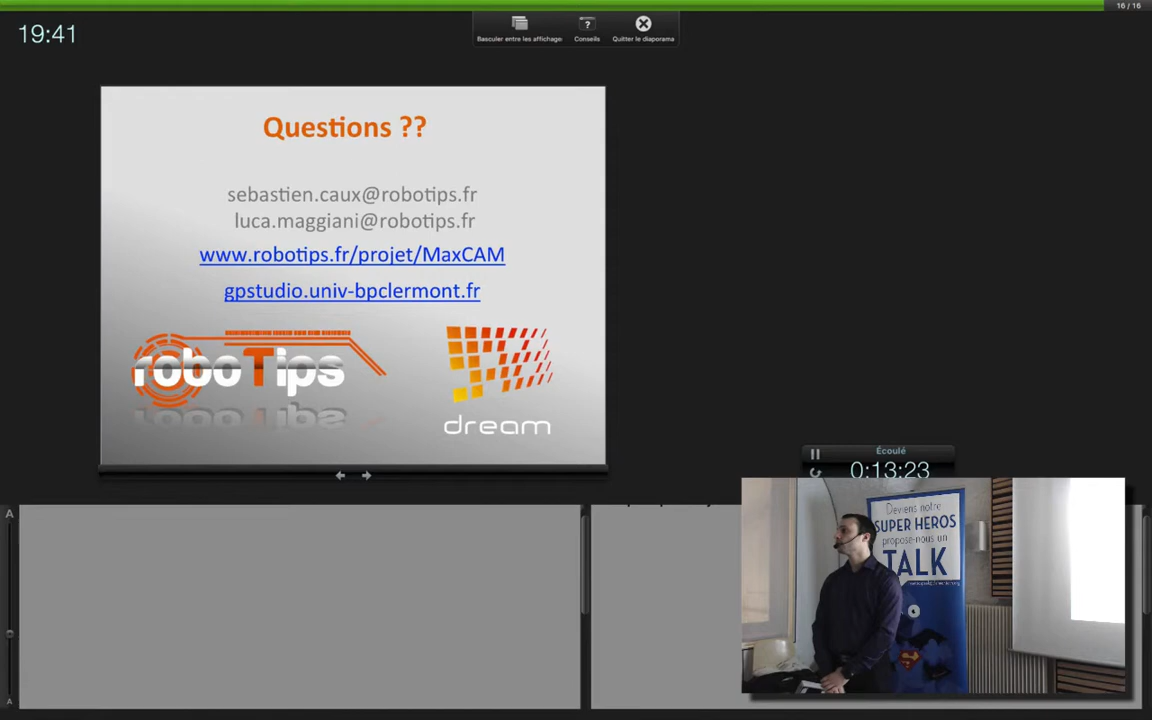 16 / 16
19:41
Basculer entre les affichage
Conseils
Quitter le diaporama
Questions ??
sebastien.caux@robotips.fr
luca.maggiani@robotips.fr
www.robotips.fr/projet/MaxCAM
gpstudio.univ-bpclermont.fr
roboTips
dream
Écoulé
0:13:23
A
A
Deviens notre
SUPER HEROS
propose-nous un
TALK